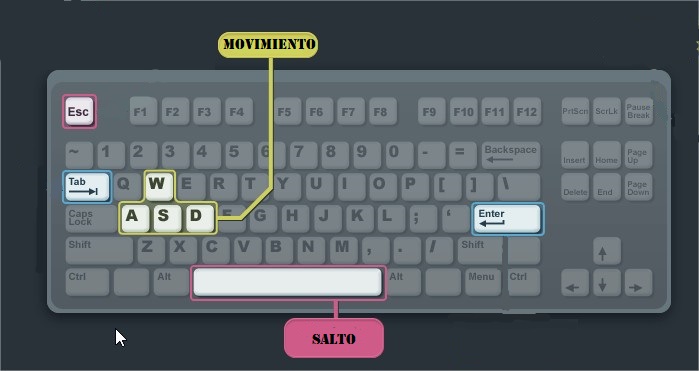 MOVIMIENTO
Esc F1 F2 F3 F4 F5 F6 F7 F8 F9 F10 F11 F12 PrtScn ScrLk Pause Break
~ 1 2 3 4 5 6 7 8 9 0 - = Backspace Insert Home Page Up
Tab Q W E R T Y U I O P [ ] \ Delete End Page Down
Caps Lock A S D F G H J K L ; ‘ Enter
Shift Z X C V B N M , . / Shift
Ctrl Alt Alt Menu Ctrl
SALTO